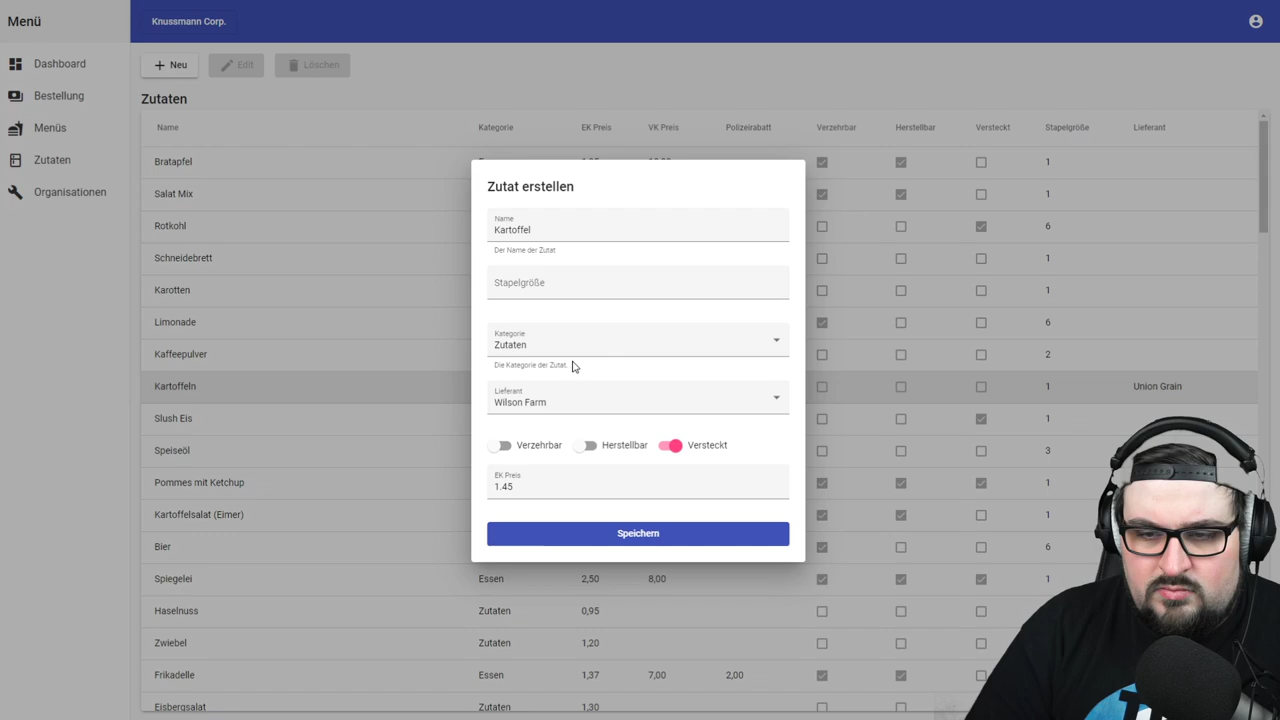 Menü
Knussmann Corp.
Dashboard
Bestellung
Menüs
Zutaten
Organisationen
Neu Edit Löschen
Zutaten
Name Kategorie EK Preis VK Preis Polizeirabatt Verzehrbar Herstellbar Versteckt Stapelgröße Lieferant
Bratapfel 1
Salat Mix 1
Rotkohl 6
Schneidebrett 1
Karotten 1
Limonade 6
Kaffeepulver 2
Kartoffeln 1 Union Grain
Slush Eis 1
Speiseöl 3
Pommes mit Ketchup 1
Kartoffelsalat (Eimer) 1
Bier 6
Spiegelei Essen 2,50 8,00 1
Haselnuss Zutaten 0,95
Zwiebel Zutaten 1,20
Frikadelle Essen 1,37 7,00 2,00
Eisbergsalat Zutaten 1,30
Zutat erstellen
Name
Kartoffel
Der Name der Zutat
Stapelgröße
Kategorie
Zutaten
Die Kategorie der Zutat.
Lieferant
Wilson Farm
Verzehrbar Herstellbar Versteckt
EK Preis
1.45
Speichern